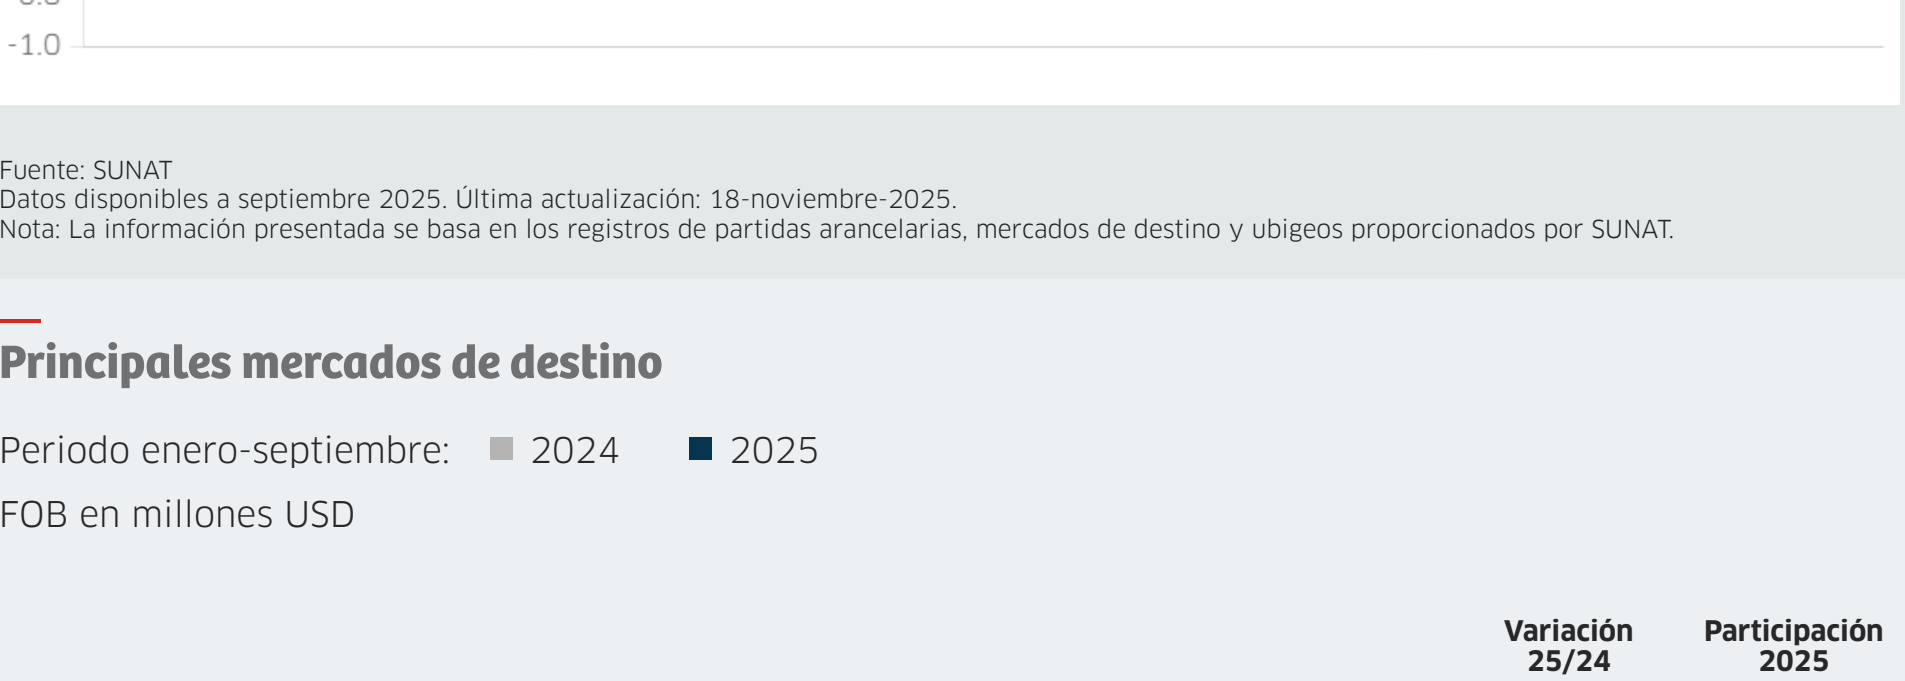 -1.0
Fuente: SUNAT
Datos disponibles a septiembre 2025. Última actualización: 18-noviembre-2025.
Nota: La información presentada se basa en los registros de partidas arancelarias, mercados de destino y ubigeos proporcionados por SUNAT.
Principales mercados de destino
Periodo enero-septiembre: 2024 2025
FOB en millones USD
Variación Participación
25/24 2025